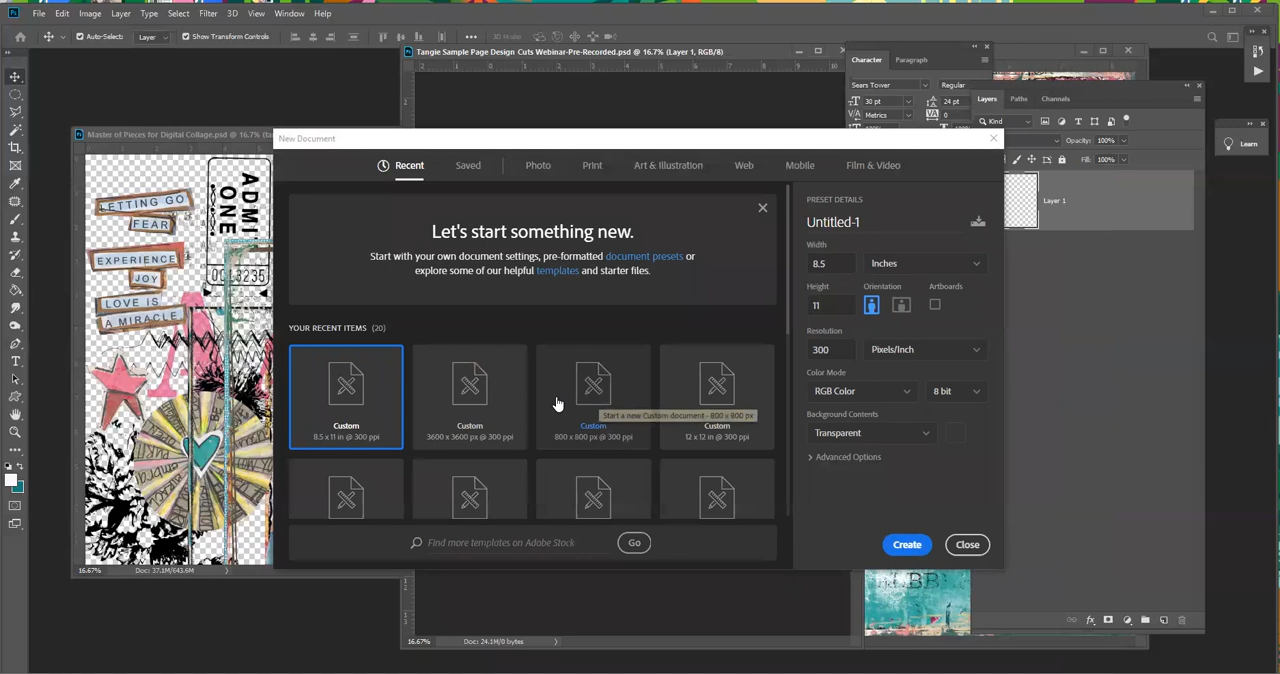 File Edit Image Layer Type Select Filter 3D View Window Help
Auto-Select: Layer Show Transform Controls 3D Mode:
Tangie Sample Page Design Cuts Webinar-Pre-Recorded.psd @ 16.7% (Layer 1, RGB/8)
Master of Pieces for Digital Collage.psd @ 16.7%
Character Paragraph
Sears Tower Regular
30 pt 24 pt
Metrics 0
Layers Paths Channels
Kind
Opacity: 100%
Fill: 100%
Layer 1
Learn
New Document
Recent Saved Photo Print Art & Illustration Web Mobile Film & Video
Let's start something new.
Start with your own document settings, pre-formatted document presets or
explore some of our helpful templates and starter files.
YOUR RECENT ITEMS (20)
Custom
8.5 x 11 in @ 300 ppi
Custom
3600 x 3600 px @ 300 ppi
Custom
800 x 800 px @ 300 ppi
Custom
12 x 12 in @ 300 ppi
Start a new Custom document - 800 x 800 px
Find more templates on Adobe Stock Go
PRESET DETAILS
Untitled-1
Width
8.5 Inches
Height Orientation Artboards
11
Resolution
300 Pixels/Inch
Color Mode
RGB Color 8 bit
Background Contents
Transparent
Advanced Options
Create Close
LETTING GO
FEAR
EXPERIENCE
JOY
LOVE IS
A MIRACLE
ADMI
ONE
16.67% Doc: 37.1M/643.6M
16.67% Doc: 24.1M/0 bytes